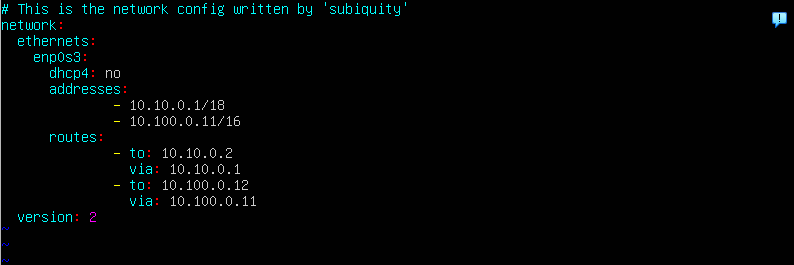 # This is the network config written by 'subiquity'
network:
  ethernets:
    enp0s3:
      dhcp4: no
      addresses:
              - 10.10.0.1/18
              - 10.100.0.11/16
      routes:
              - to: 10.10.0.2
                via: 10.10.0.1
              - to: 10.100.0.12
                via: 10.100.0.11
  version: 2
~
~
~